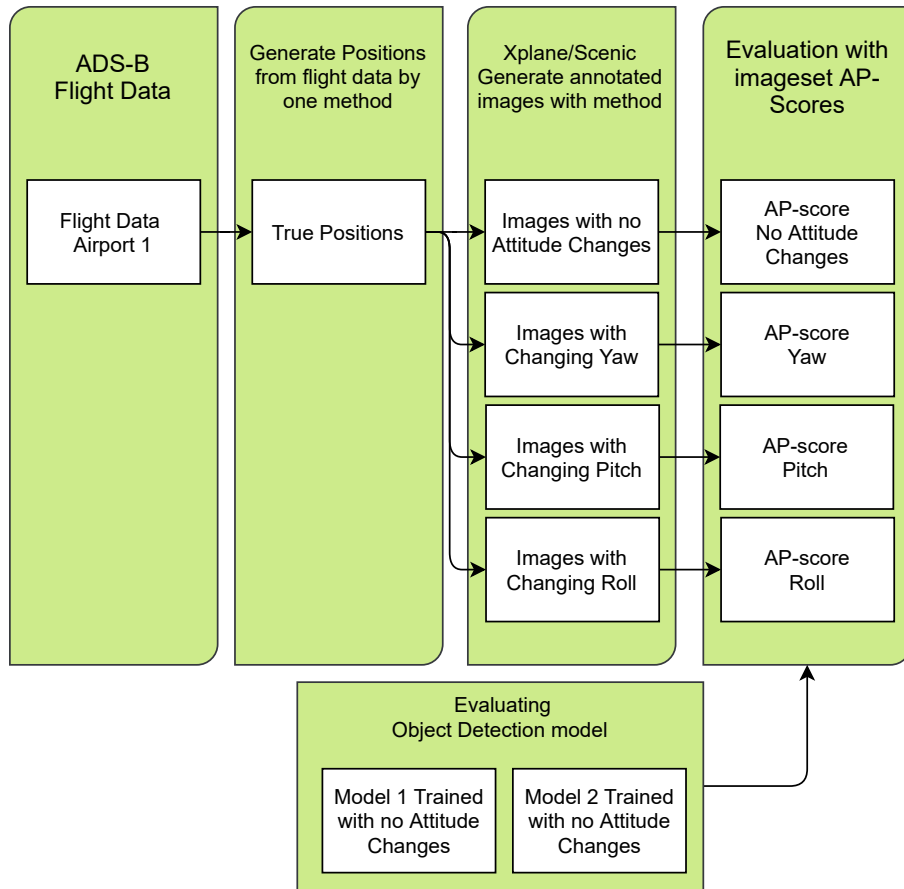 ADS-B
Flight Data
Generate Positions
from flight data by
one method
Xplane/Scenic
Generate annotated
images with method
Evaluation with
imageset AP-
Scores
Flight Data
Airport 1
True Positions
Images with no
Attitude Changes
AP-score
No Attitude
Changes
Images with
Changing Yaw
AP-score
Yaw
Images with
Changing Pitch
AP-score
Pitch
Images with
Changing Roll
AP-score
Roll
Evaluating
Object Detection model
Model 1 Trained
with no Attitude
Changes
Model 2 Trained
with no Attitude
Changes